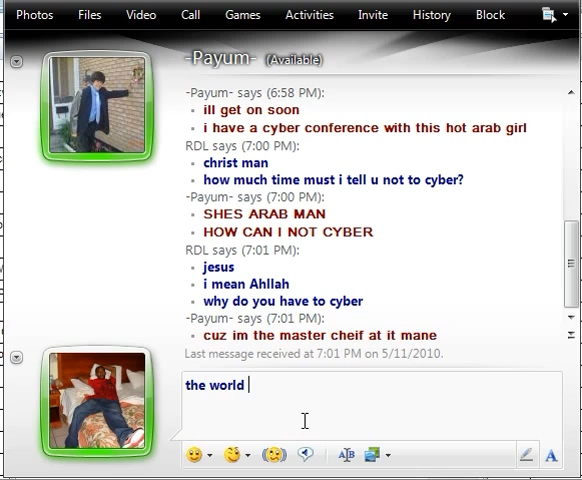 Photos Files Video Call Games Activities Invite History Block
-Payum- (Available)
-Payum- says (6:58 PM):
ill get on soon
i have a cyber conference with this hot arab girl
RDL says (7:00 PM):
christ man
how much time must i tell u not to cyber?
-Payum- says (7:00 PM):
SHES ARAB MAN
HOW CAN I NOT CYBER
RDL says (7:01 PM):
jesus
i mean Ahllah
why do you have to cyber
-Payum- says (7:01 PM):
cuz im the master cheif at it mane
Last message received at 7:01 PM on 5/11/2010.
the world